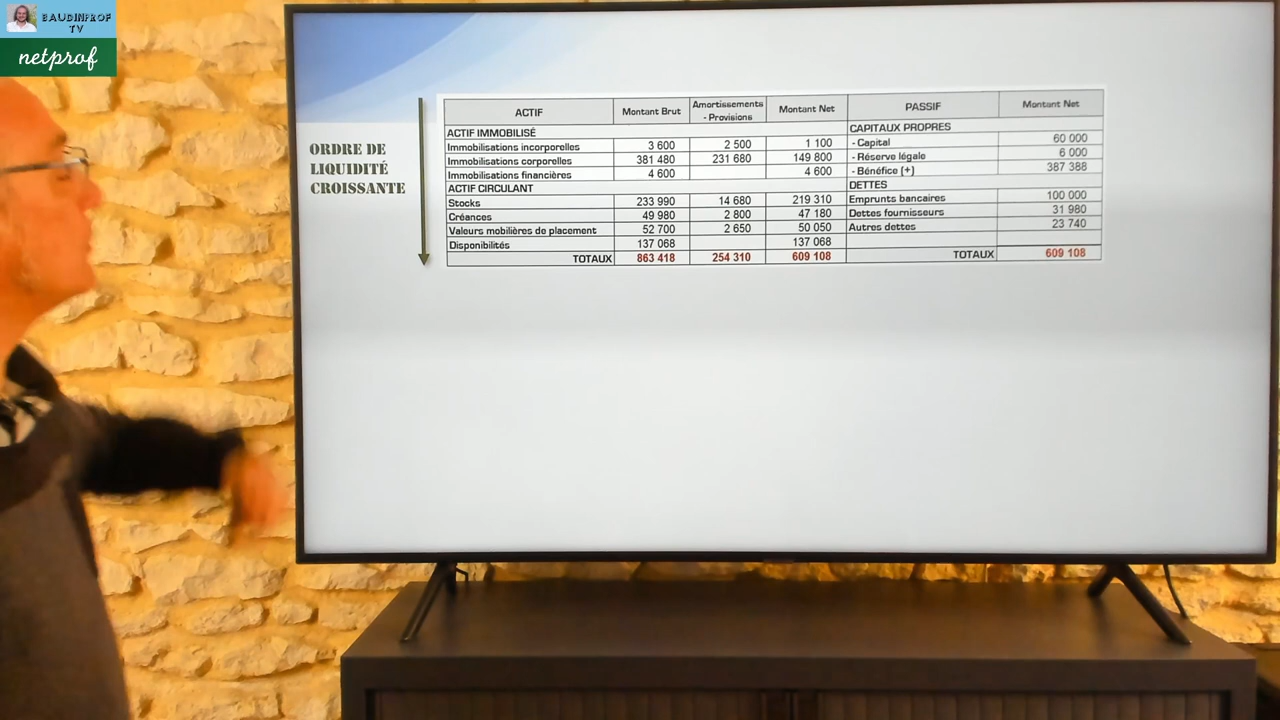 BAUDINPROF
TV
netprof
ORDRE DE
LIQUIDITÉ
CROISSANTE
ACTIF Montant Brut Amortissements - Provisions Montant Net PASSIF Montant Net
ACTIF IMMOBILISÉ CAPITAUX PROPRES
Immobilisations incorporelles 3 600 2 500 1 100 - Capital 60 000
Immobilisations corporelles 381 480 231 680 149 800 - Réserve légale 6 000
Immobilisations financières 4 600 4 600 - Bénéfice (+) 387 388
ACTIF CIRCULANT DETTES
Stocks 233 990 14 680 219 310 Emprunts bancaires 100 000
Créances 49 980 2 800 47 180 Dettes fournisseurs 31 980
Valeurs mobilières de placement 52 700 2 650 50 050 Autres dettes 23 740
Disponibilités 137 068 137 068
TOTAUX 863 418 254 310 609 108 TOTAUX 609 108